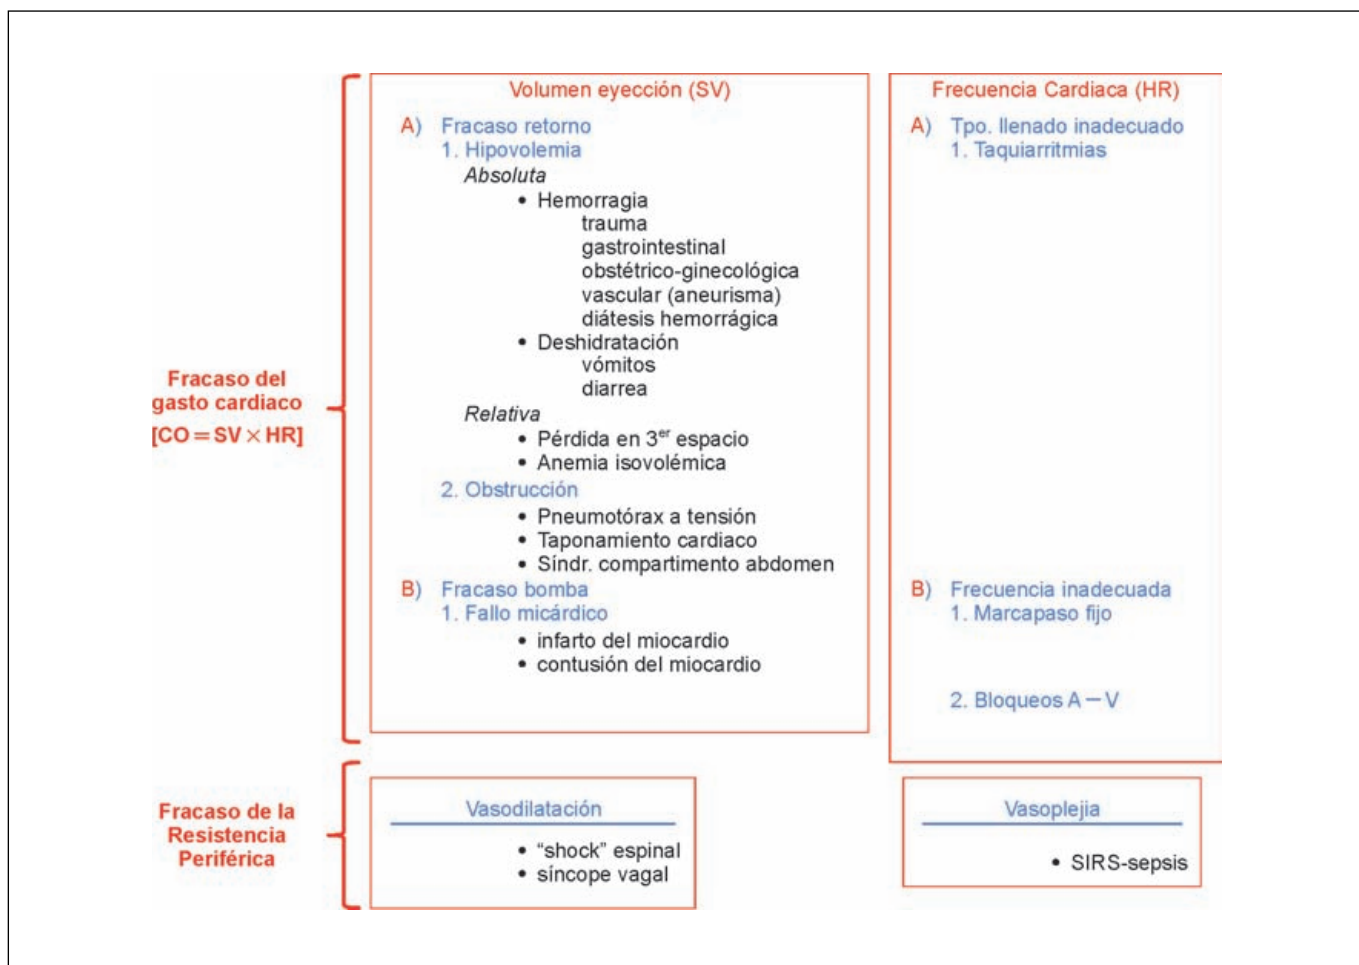 Fracaso del
gasto cardiaco
[CO = SV × HR]
Volumen eyección (SV)
A) Fracaso retorno
1. Hipovolemia
Absoluta
• Hemorragia
trauma
gastrointestinal
obstétrico-ginecológica
vascular (aneurisma)
diátesis hemorrágica
• Deshidratación
vómitos
diarrea
Relativa
• Pérdida en 3er espacio
• Anemia isovolémica
2. Obstrucción
• Pneumotórax a tensión
• Taponamiento cardiaco
• Síndr. compartimento abdomen
B) Fracaso bomba
1. Fallo micárdico
• infarto del miocardio
• contusión del miocardio
Frecuencia Cardiaca (HR)
A) Tpo. llenado inadecuado
1. Taquiarritmias
B) Frecuencia inadecuada
1. Marcapaso fijo
2. Bloqueos A – V
Fracaso de la
Resistencia
Periférica
Vasodilatación
• “shock” espinal
• síncope vagal
Vasoplejia
• SIRS-sepsis